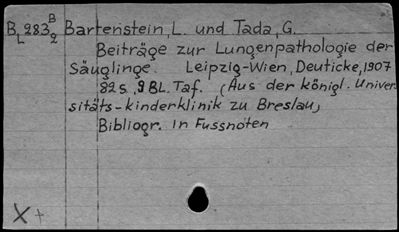 B 283 B Bartenstein, L. und Tada, G.
L 2
Beiträge zur Lungenpathologie der
Säuglinge. Leipzig-Wien, Deuticke, 1907
82 s, 9 BL. Taf. (Aus der königl. Univer
sitäts-kinderklinik zu Breslau)
Bibliogr. in Fussnoten
X +